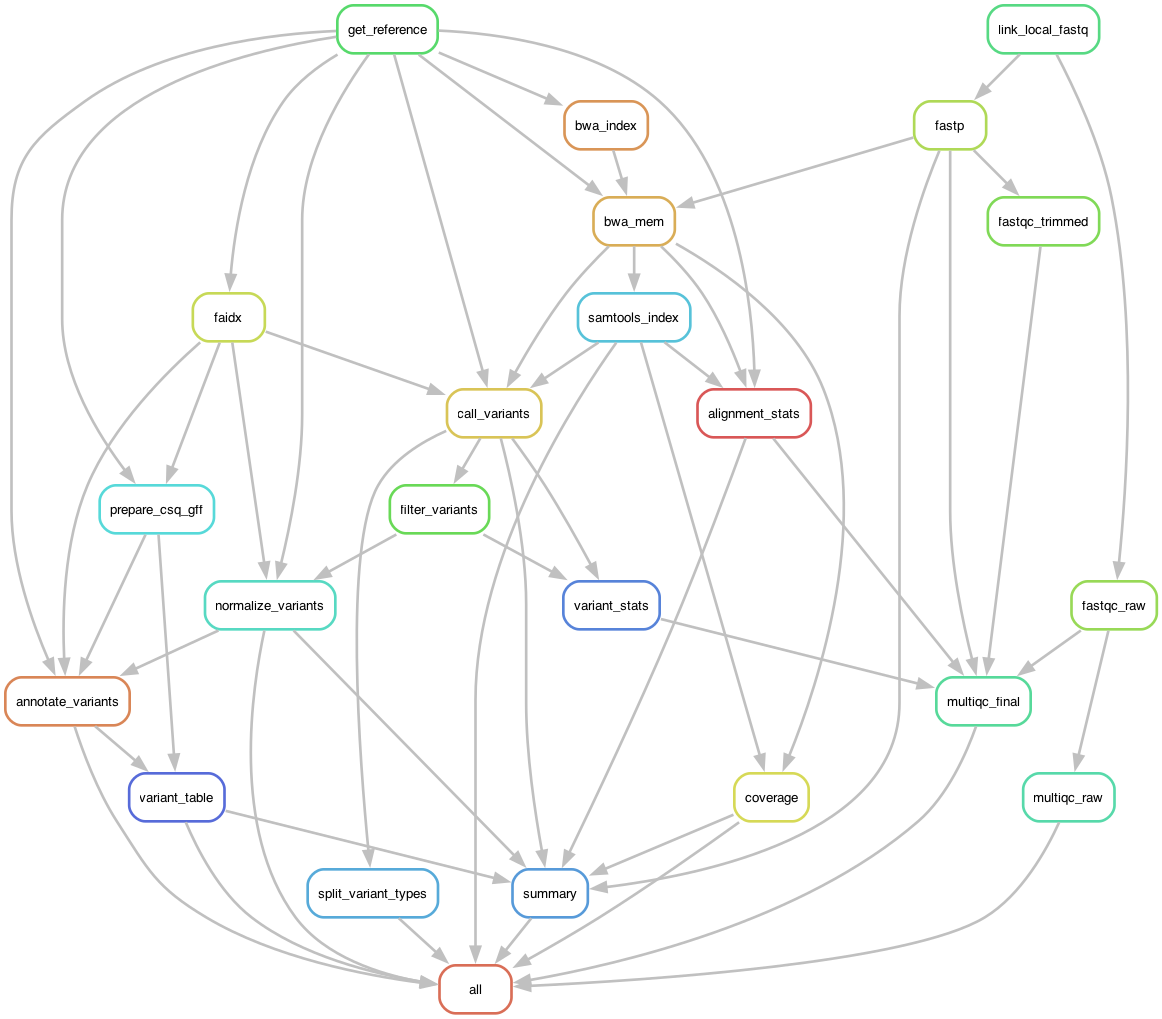 get_reference
link_local_fastq
bwa_index
fastp
bwa_mem
fastqc_trimmed
faidx
samtools_index
call_variants
alignment_stats
prepare_csq_gff
filter_variants
normalize_variants
variant_stats
fastqc_raw
annotate_variants
multiqc_final
variant_table
coverage
multiqc_raw
split_variant_types
summary
all